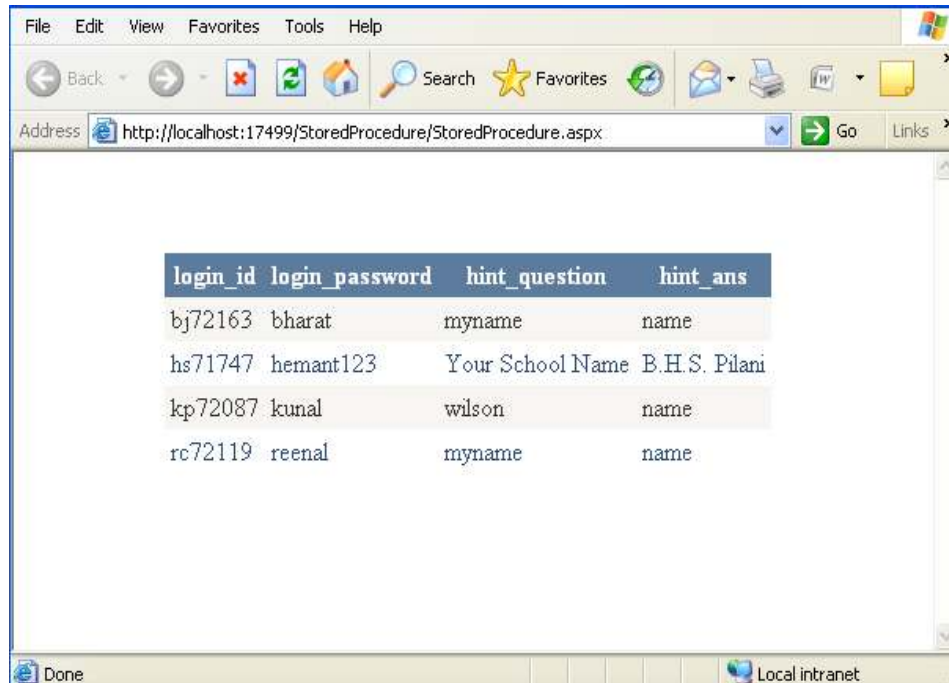 File Edit View Favorites Tools Help
Back Search Favorites
Address http://localhost:17499/StoredProcedure/StoredProcedure.aspx Go Links
login_id login_password hint_question hint_ans
bj72163 bharat myname name
hs71747 hemant123 Your School Name B.H.S. Pilani
kp72087 kunal wilson name
rc72119 reenal myname name
Done Local intranet